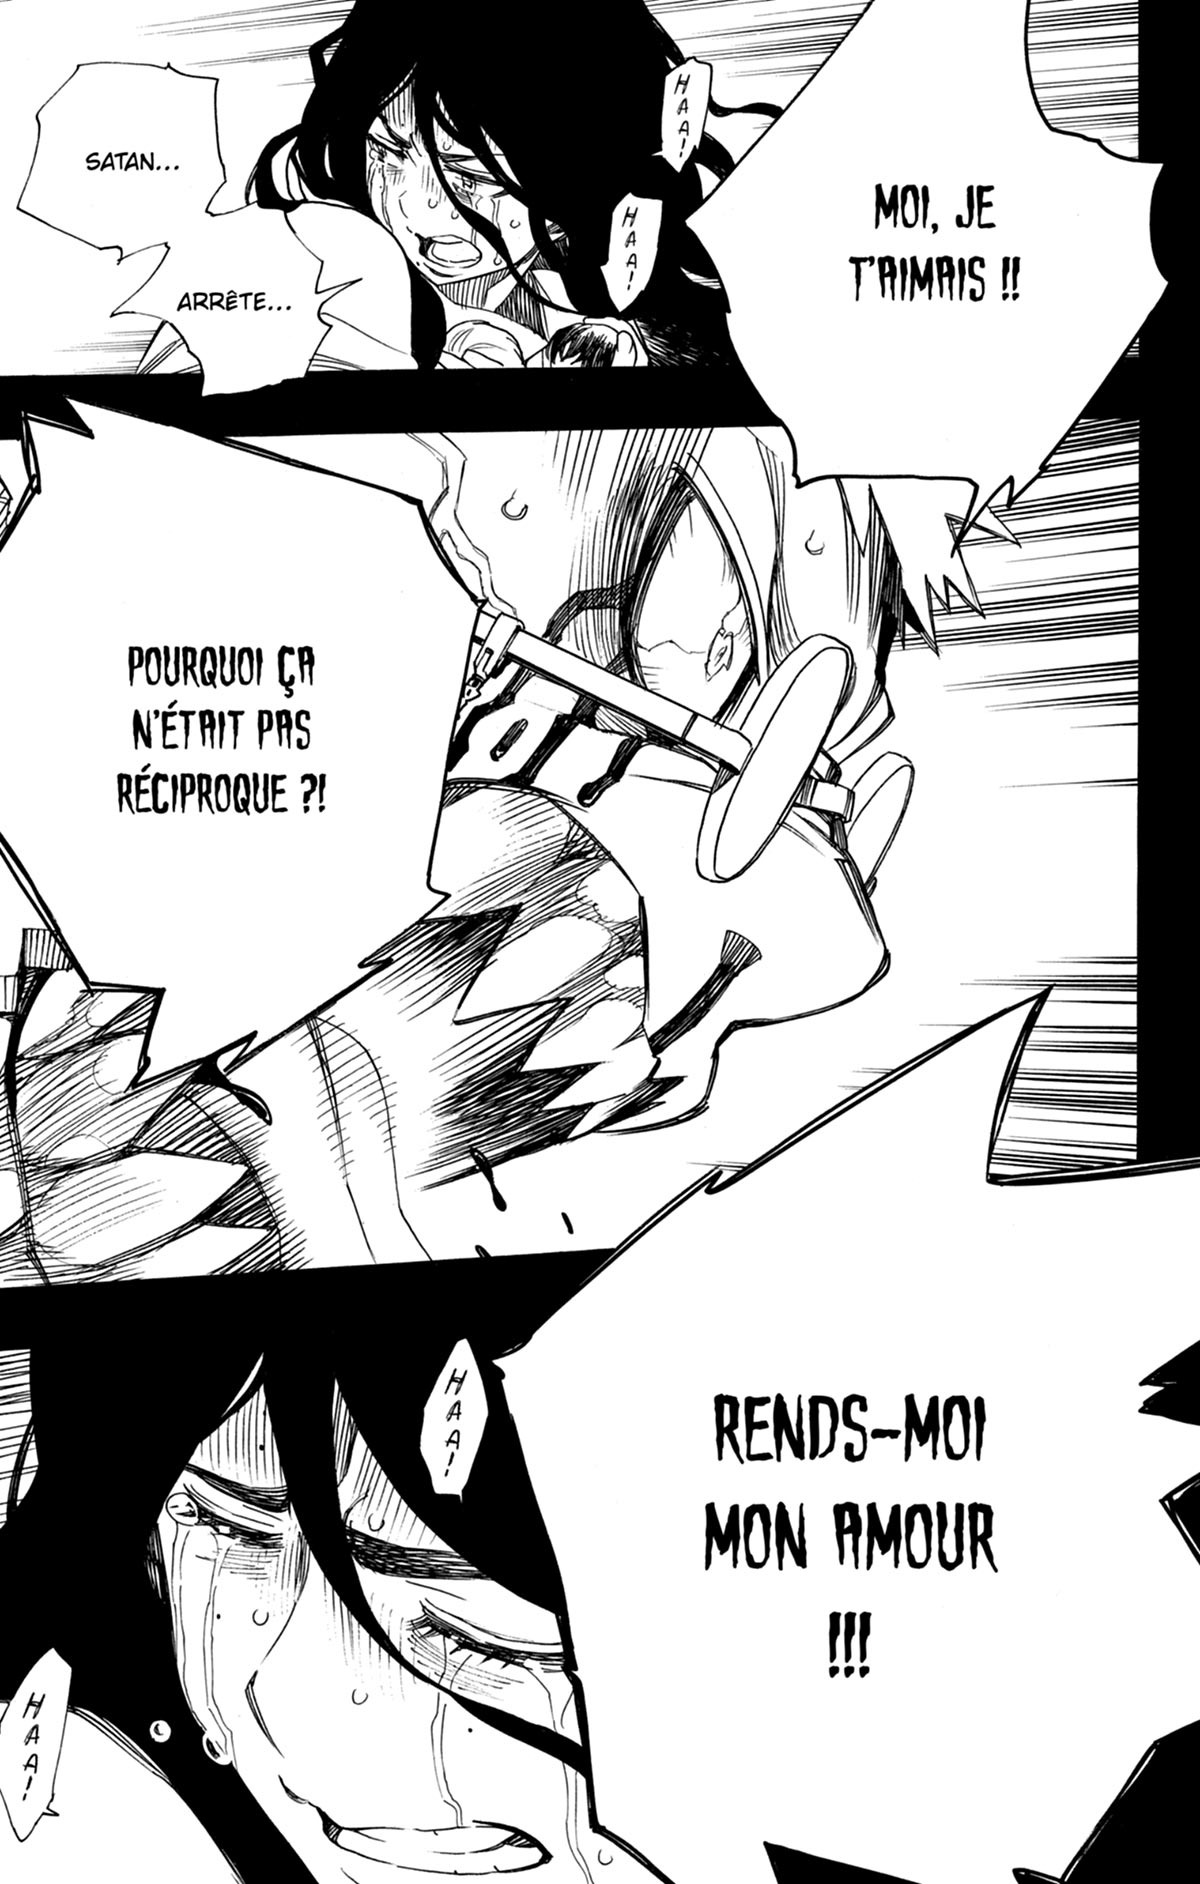 MOI, JE
T'AIMAIS !!
HAA!
HAA!
SATAN...
ARRÊTE...
POURQUOI ÇA
N'ÉTAIT PAS
RÉCIPROQUE ?!
RENDS-MOI
MON AMOUR
!!!
HAA!
HAA!